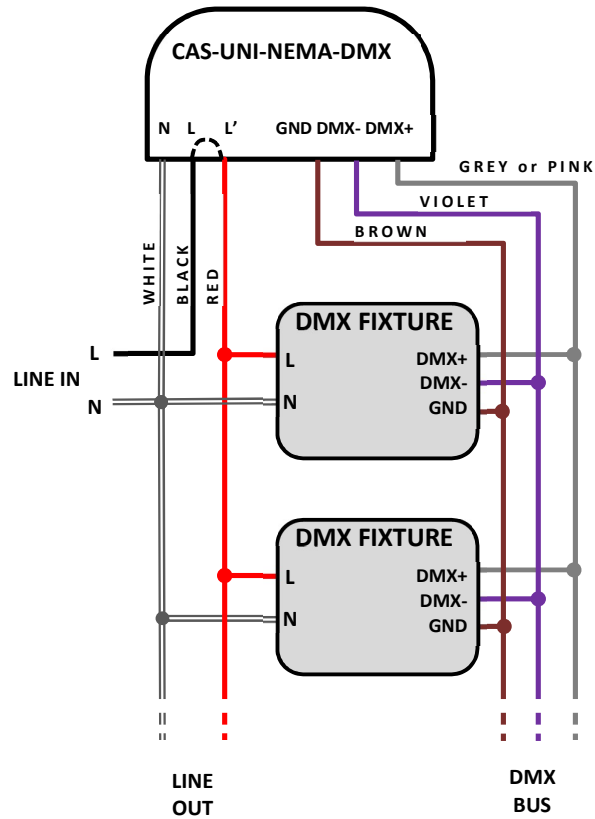 CAS-UNI-NEMA-DMX
N L L' GND DMX- DMX+
GREY or PINK
VIOLET
BROWN
WHITE
BLACK
RED
DMX FIXTURE
L
LINE IN
N
L
N
DMX+
DMX-
GND
DMX FIXTURE
L
N
DMX+
DMX-
GND
LINE
OUT
DMX
BUS